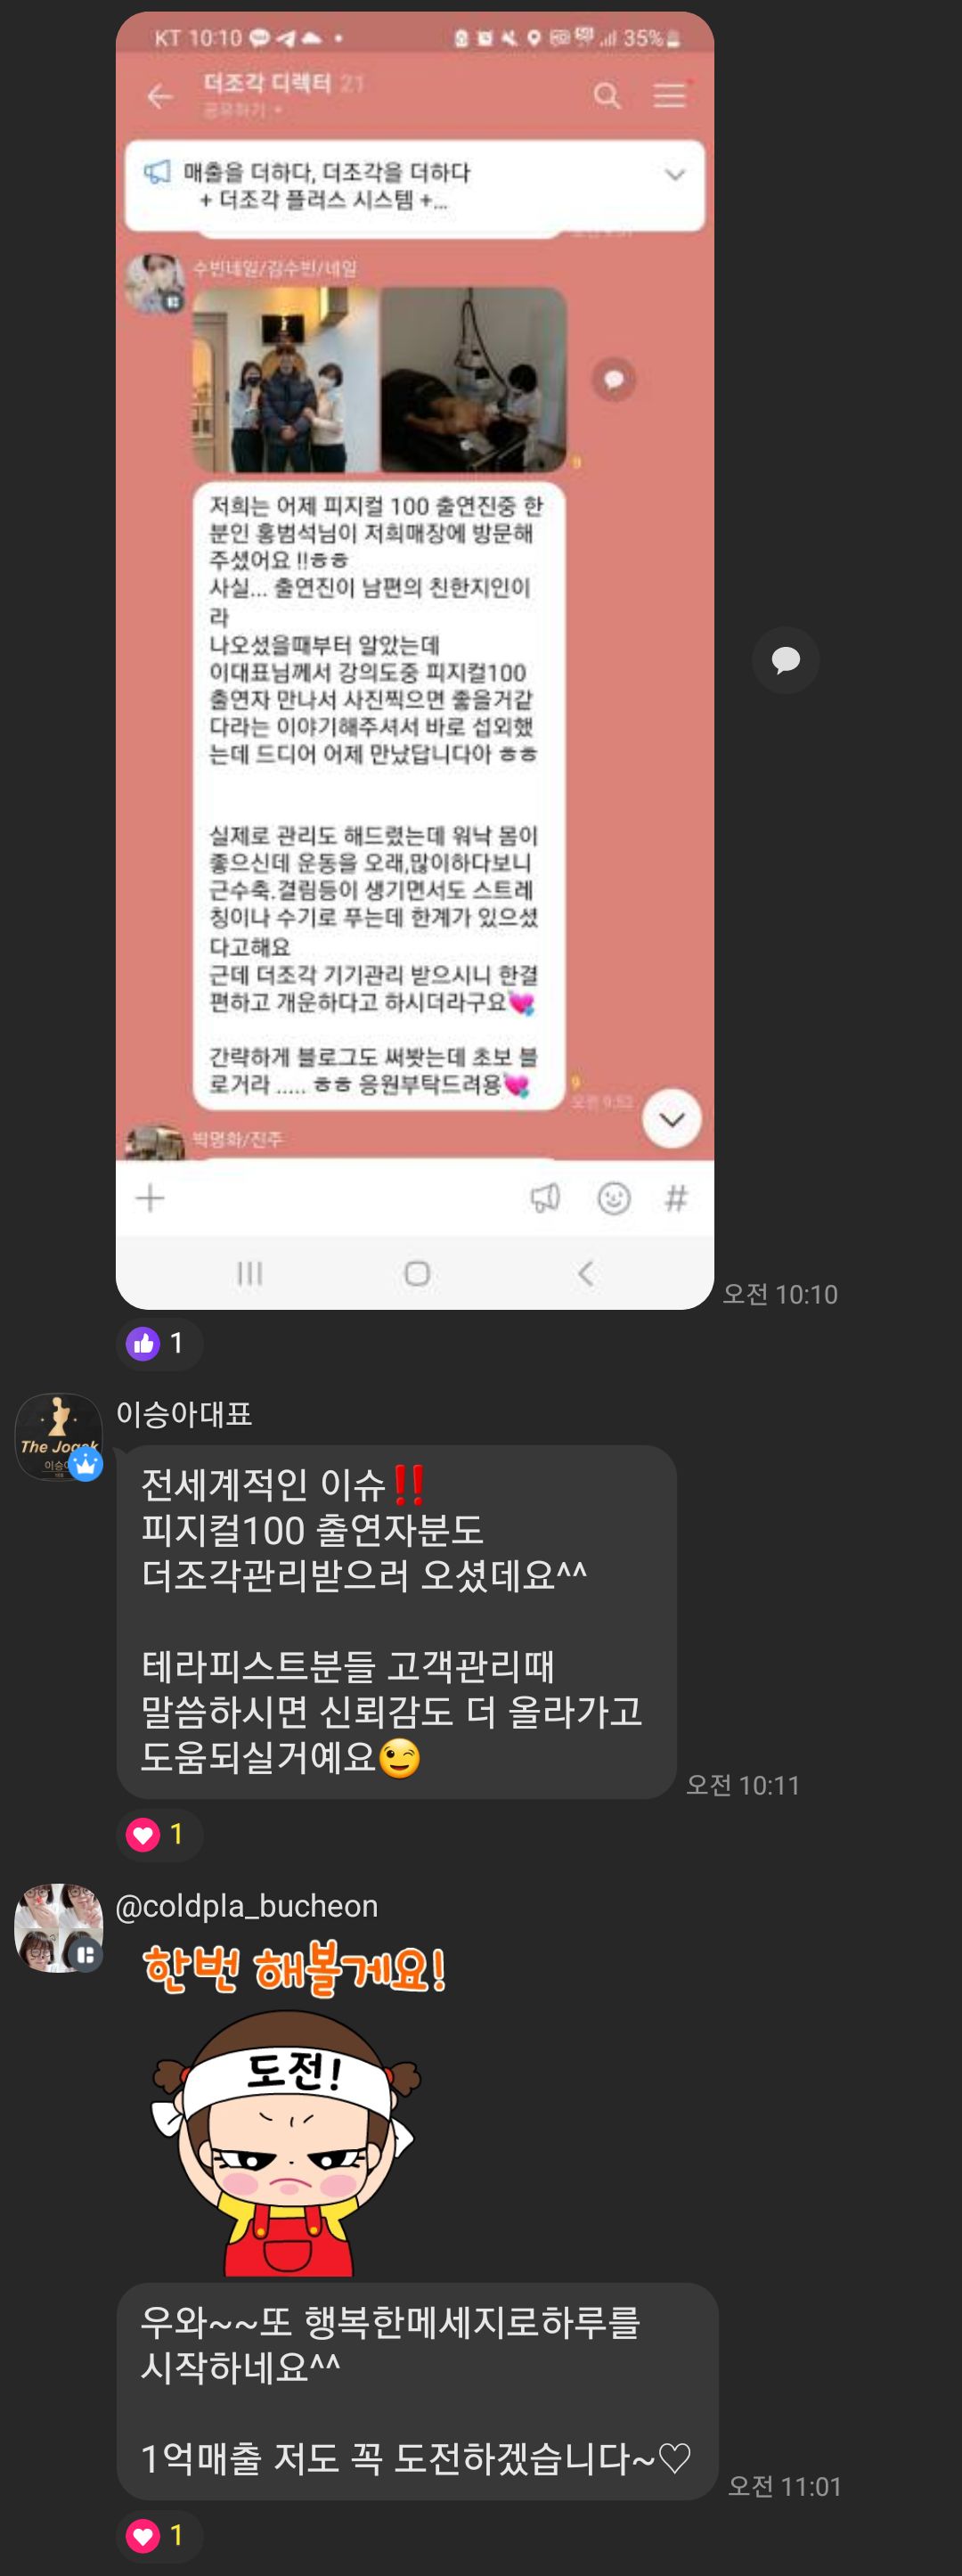 KT 10:10
35%
더조각 디렉터 21
공유하기
매출을 더하다, 더조각을 더하다
+ 더조각 플러스 시스템 +...
수빈네일/김수빈/네일
9
저희는 어제 피지컬 100 출연진중 한
분인 홍범석님이 저희매장에 방문해
주셨어요 !!ㅎㅎ
사실... 출연진이 남편의 친한지인이
라
나오셨을때부터 알았는데
이대표님께서 강의도중 피지컬100
출연자 만나서 사진찍으면 좋을거같
다라는 이야기해주셔서 바로 섭외했
는데 드디어 어제 만났답니다아 ㅎㅎ
실제로 관리도 해드렸는데 워낙 몸이
좋으신데 운동을 오래,많이하다보니
근수축.결림등이 생기면서도 스트레
칭이나 수기로 푸는데 한계가 있으셨
다고해요
근데 더조각 기기관리 받으시니 한결
편하고 개운하다고 하시더라구요💘
간략하게 블로그도 써봣는데 초보 블
로거라 ..... ㅎㅎ 응원부탁드려용💘
9
오전 9:52
박명화/진주
#
오전 10:10
1
The Jogak
이승아대표
전세계적인 이슈‼️
피지컬100 출연자분도
더조각관리받으러 오셨데요^^
테라피스트분들 고객관리때
말씀하시면 신뢰감도 더 올라가고
도움되실거예요😉
오전 10:11
1
@coldpla_bucheon
한번 해볼게요!
도전!
우와~~또 행복한메세지로하루를
시작하네요^^
1억매출 저도 꼭 도전하겠습니다~♡
오전 11:01
1